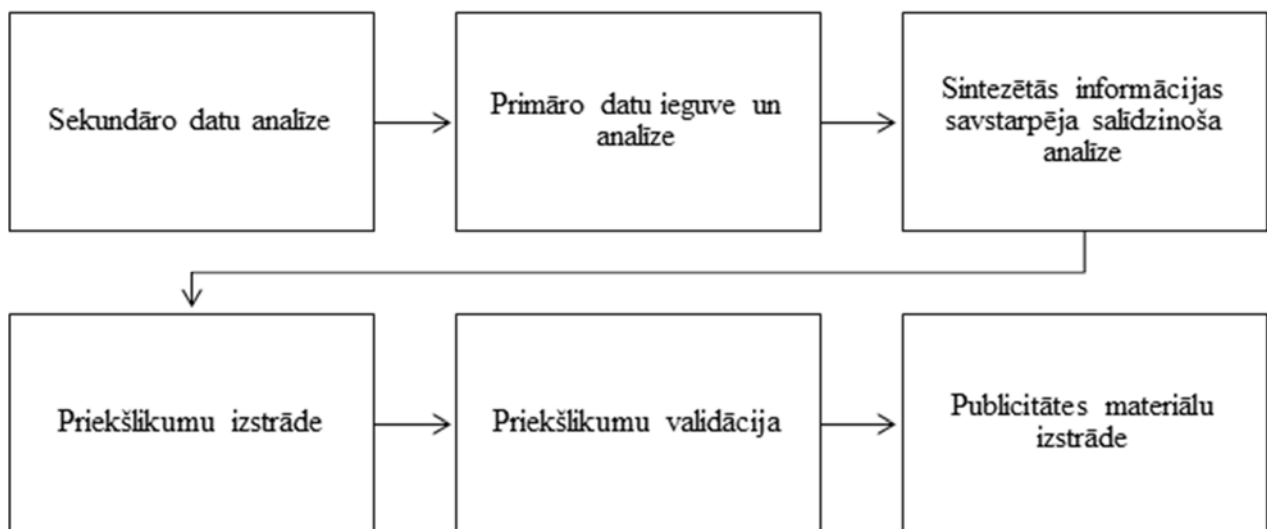 Sekundāro datu analīze
Primāro datu ieguve un
analīze
Sintezētās informācijas
savstarpēja salīdzinoša
analīze
Priekšlikumu izstrāde
Priekšlikumu validācija
Publicitātes materiālu
izstrāde